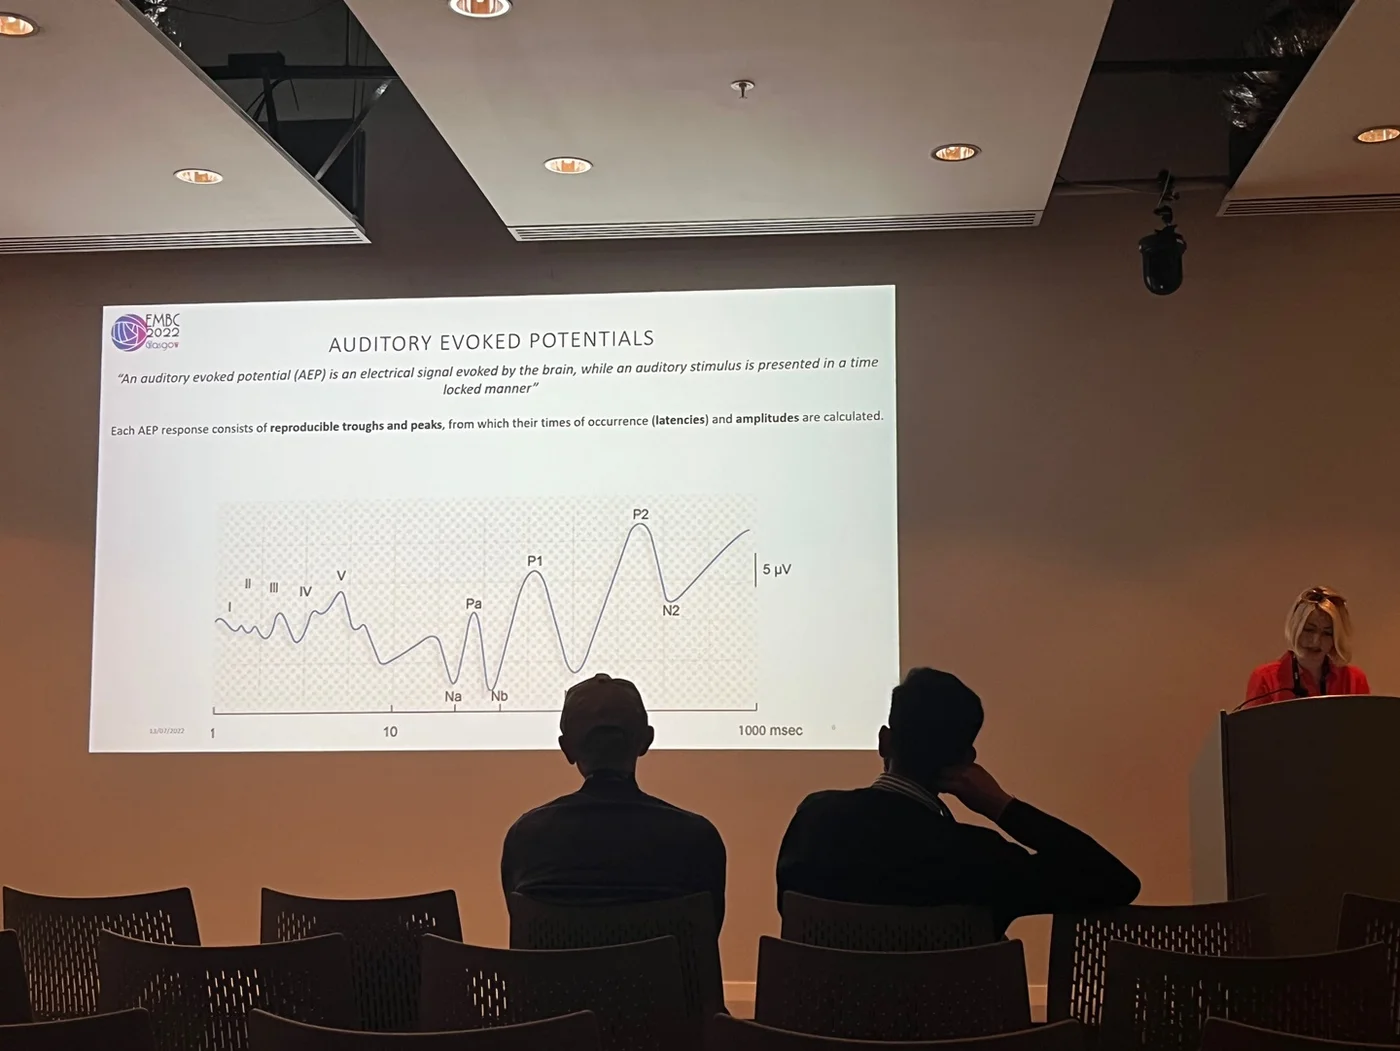 EMBC
2022
Glasgow
AUDITORY EVOKED POTENTIALS
“An auditory evoked potential (AEP) is an electrical signal evoked by the brain, while an auditory stimulus is presented in a time
locked manner”
Each AEP response consists of reproducible troughs and peaks, from which their times of occurrence (latencies) and amplitudes are calculated.
P2
P1
5 µV
V
II
III
IV
Pa
I
N2
Na
Nb
13/07/2022
1
10
1000 msec